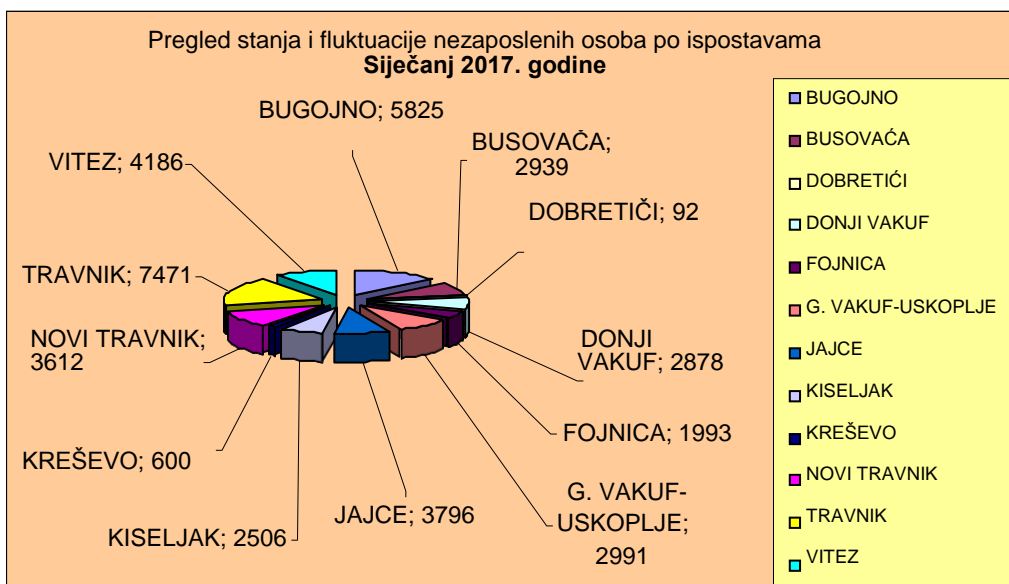 Pregled stanja i fluktuacije nezaposlenih osoba po ispostavama
Siječanj 2017. godine
BUGOJNO; 5825
BUSOVAČA;
2939
DOBRETIČI; 92
DONJI
VAKUF; 2878
FOJNICA; 1993
G. VAKUF-
USKOPLJE;
2991
JAJCE; 3796
KISELJAK; 2506
KREŠEVO; 600
NOVI TRAVNIK;
3612
TRAVNIK; 7471
VITEZ; 4186
BUGOJNO
BUSOVAĆA
DOBRETIĆI
DONJI VAKUF
FOJNICA
G. VAKUF-USKOPLJE
JAJCE
KISELJAK
KREŠEVO
NOVI TRAVNIK
TRAVNIK
VITEZ